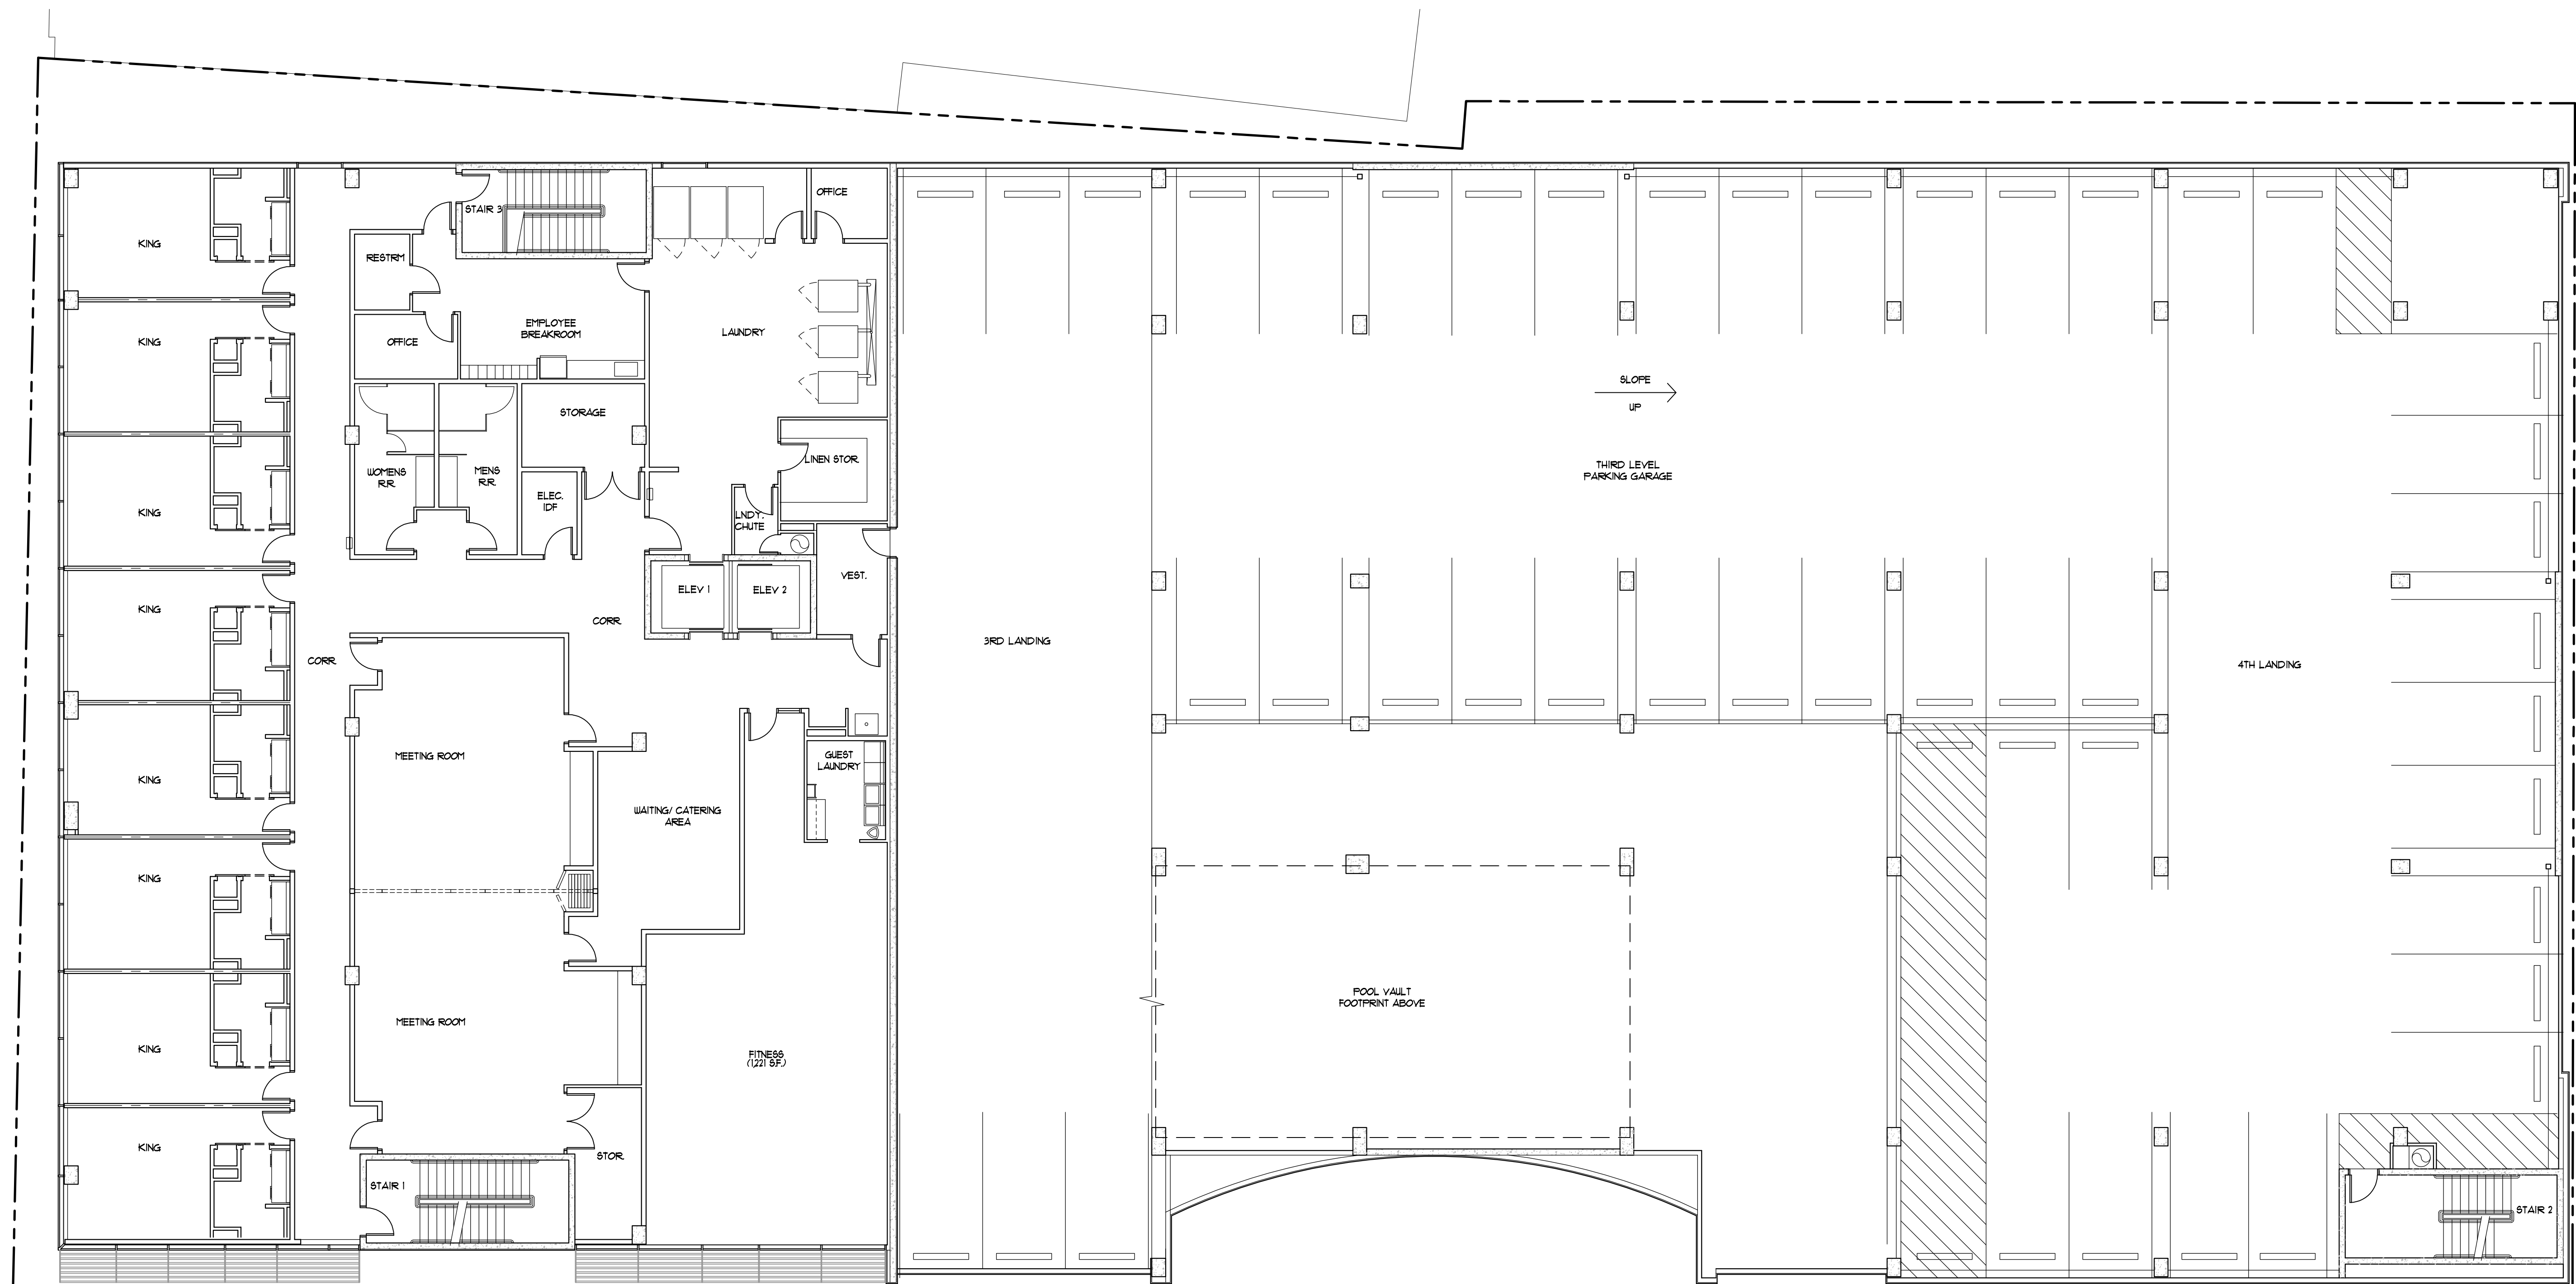 KING
KING
KING
KING
KING
KING
KING
KING
CORR.
STAIR 3
RESTRM
OFFICE
EMPLOYEE
BREAKROOM
OFFICE
LAUNDRY
WOMENS
R.R.
MENS
R.R.
STORAGE
ELEC.
IDF
LINEN STOR.
LNDY.
CHUTE
ELEV 1
ELEV 2
VEST.
CORR.
MEETING ROOM
WAITING/ CATERING
AREA
GUEST
LAUNDRY
MEETING ROOM
FITNESS
(1,221 S.F.)
STOR.
STAIR 1
3RD LANDING
SLOPE
UP
THIRD LEVEL
PARKING GARAGE
4TH LANDING
POOL VAULT
FOOTPRINT ABOVE
STAIR 2